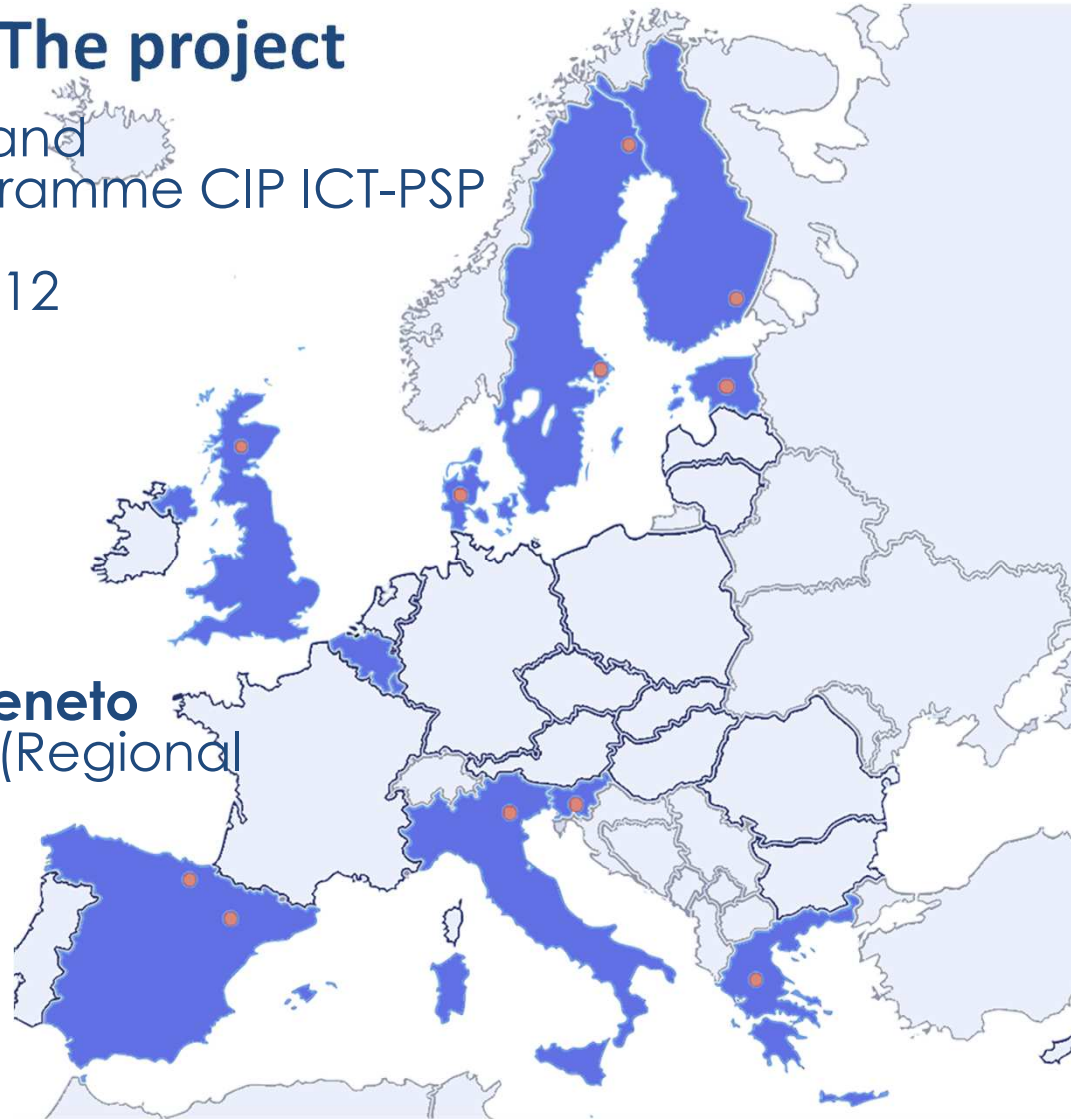 The project
and
ramme CIP ICT-PSP
12
eneto
(Regional